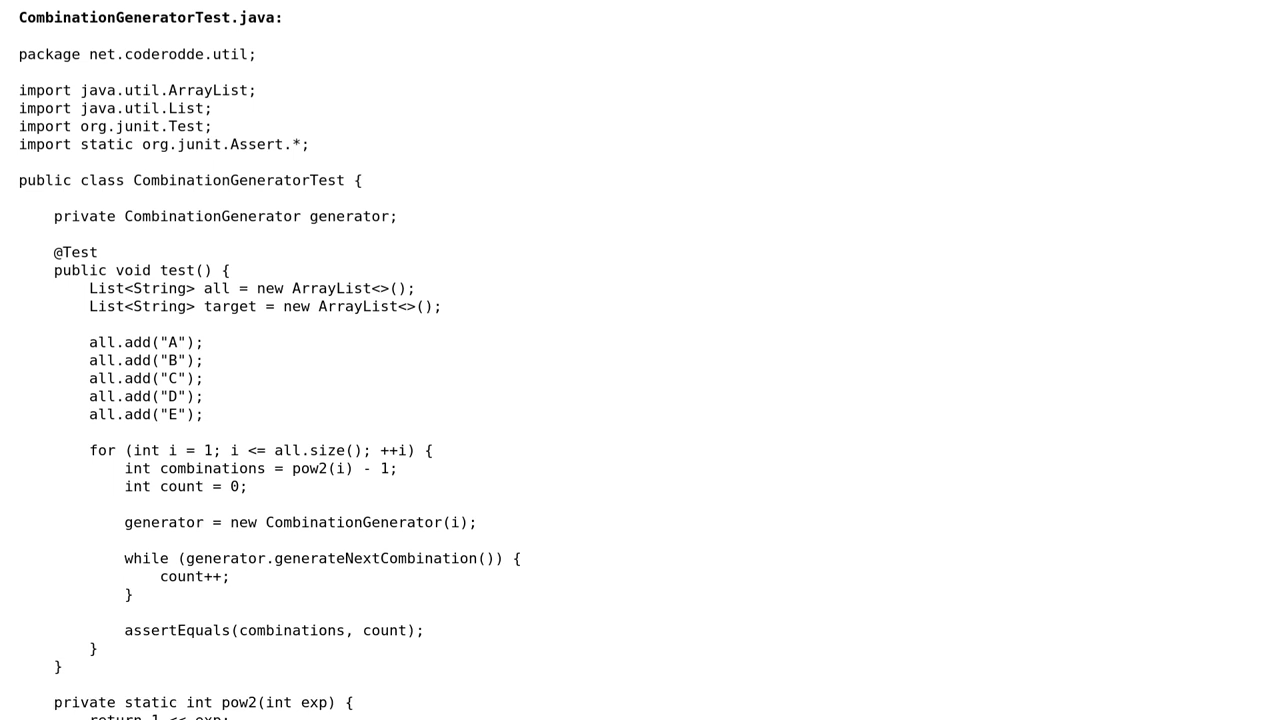 CombinationGeneratorTest.java:
package net.coderodde.util;
import java.util.ArrayList;
import java.util.List;
import org.junit.Test;
import static org.junit.Assert.*;
public class CombinationGeneratorTest {
    private CombinationGenerator generator;
    @Test
    public void test() {
        List<String> all = new ArrayList<>();
        List<String> target = new ArrayList<>();
        all.add("A");
        all.add("B");
        all.add("C");
        all.add("D");
        all.add("E");
        for (int i = 1; i <= all.size(); ++i) {
            int combinations = pow2(i) - 1;
            int count = 0;
            generator = new CombinationGenerator(i);
            while (generator.generateNextCombination()) {
                count++;
            }
            assertEquals(combinations, count);
        }
    }
    private static int pow2(int exp) {
        return 1 << exp;